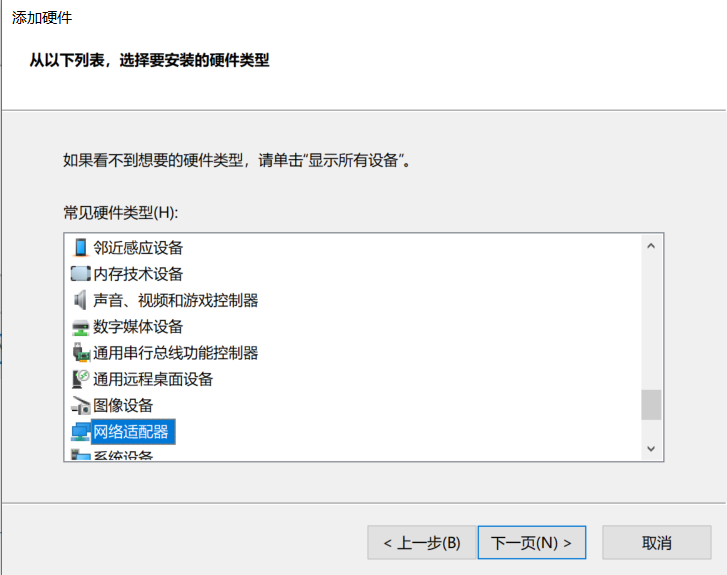 添加硬件
从以下列表，选择要安装的硬件类型
如果看不到想要的硬件类型，请单击“显示所有设备”。
常见硬件类型(H):
邻近感应设备
内存技术设备
声音、视频和游戏控制器
数字媒体设备
通用串行总线功能控制器
通用远程桌面设备
图像设备
网络适配器
系统设备
< 上一步(B)
下一页(N) >
取消